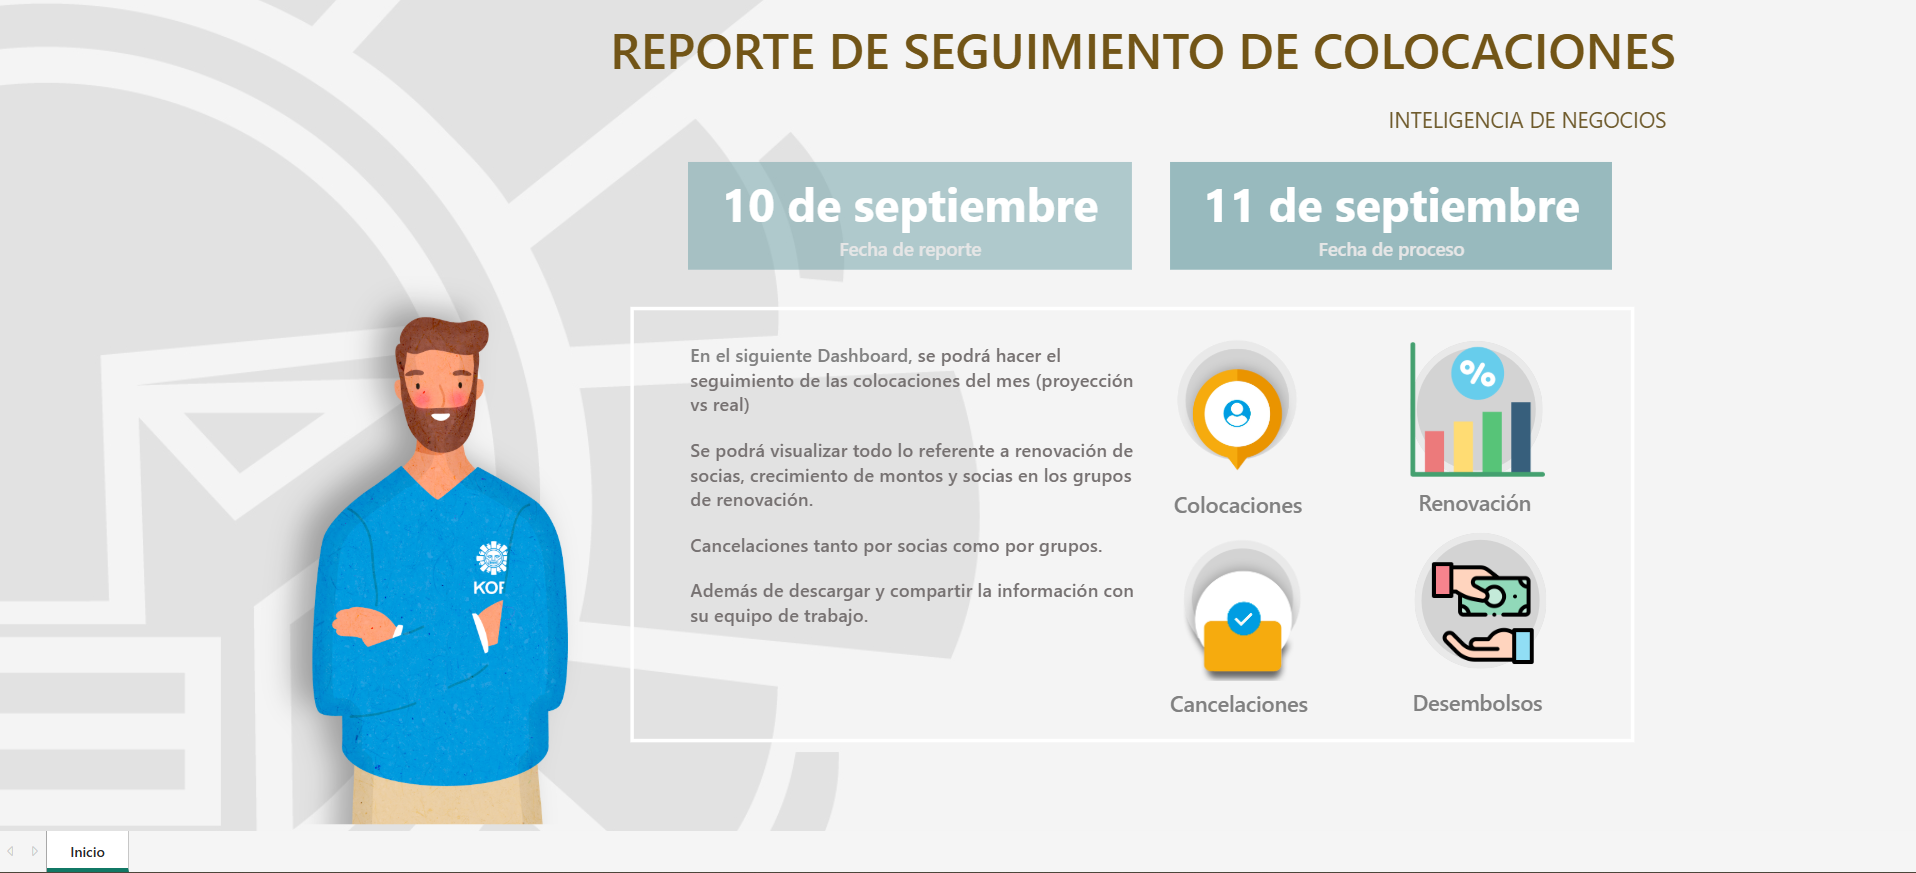 REPORTE DE SEGUIMIENTO DE COLOCACIONES
INTELIGENCIA DE NEGOCIOS
10 de septiembre
Fecha de reporte
11 de septiembre
Fecha de proceso
En el siguiente Dashboard, se podrá hacer el
seguimiento de las colocaciones del mes (proyección
vs real)
Se podrá visualizar todo lo referente a renovación de
socias, crecimiento de montos y socias en los grupos
de renovación.
Cancelaciones tanto por socias como por grupos.
Además de descargar y compartir la información con
su equipo de trabajo.
%
Colocaciones
Renovación
Cancelaciones
Desembolsos
Inicio